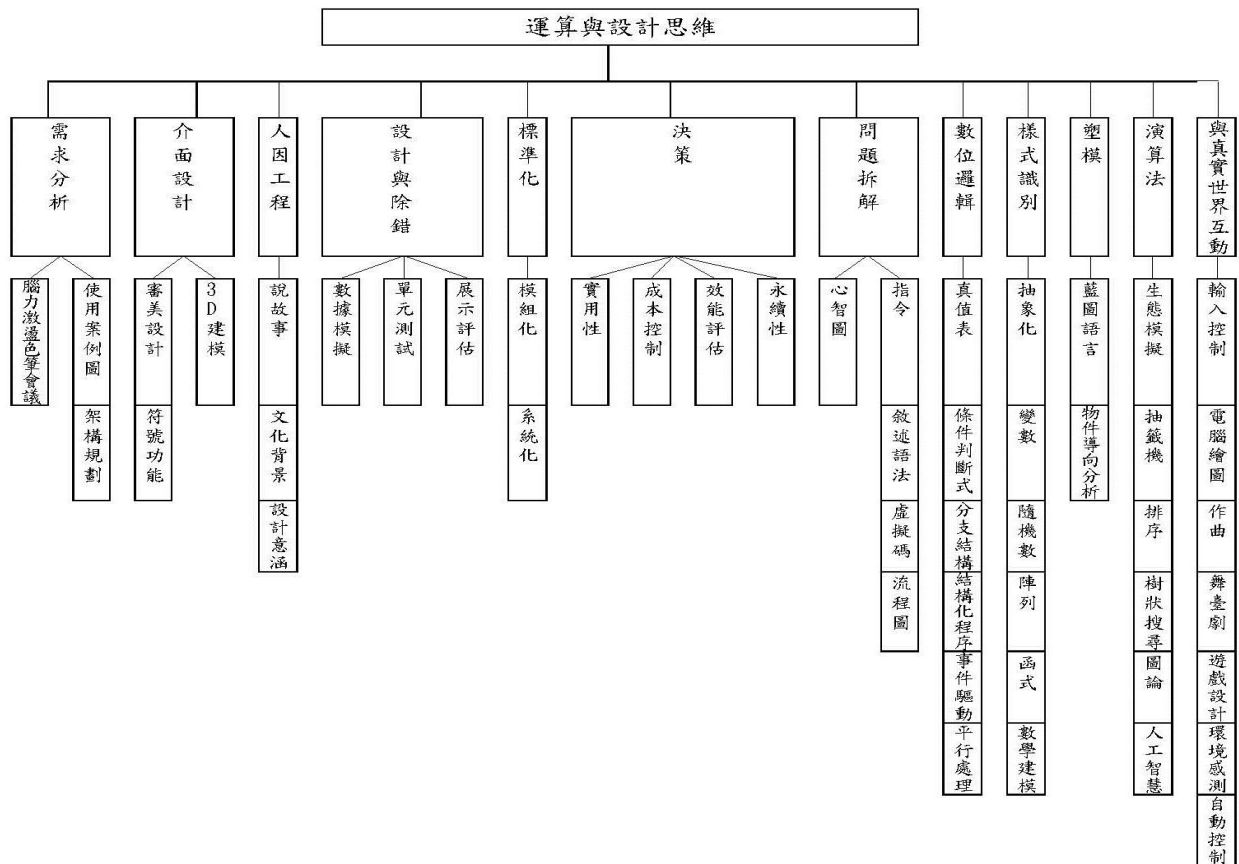 運算與設計思維
需求分析
介面設計
人因工程
設計與除錯
標準化
決策
問題拆解
數位邏輯
樣式識別
塑模
演算法
與真實世界互動
腦力激盪色筆會議
使用案例圖
架構規劃
審美設計
符號功能
3D建模
說故事
文化背景
設計意涵
數據模擬
單元測試
展示評估
模組化
系統化
實用性
成本控制
效能評估
永續性
心智圖
指令
敘述語法
虛擬碼
流程圖
真值表
條件判斷式
分支結構
結構化程序
事件驅動
平行處理
抽象化
變數
隨機數
陣列
函式
數學建模
藍圖語言
物件導向分析
生態模擬
抽籤機
排序
樹狀搜尋
圖論
人工智慧
輸入控制
電腦繪圖
作曲
舞臺劇
遊戲設計
環境感測
自動控制